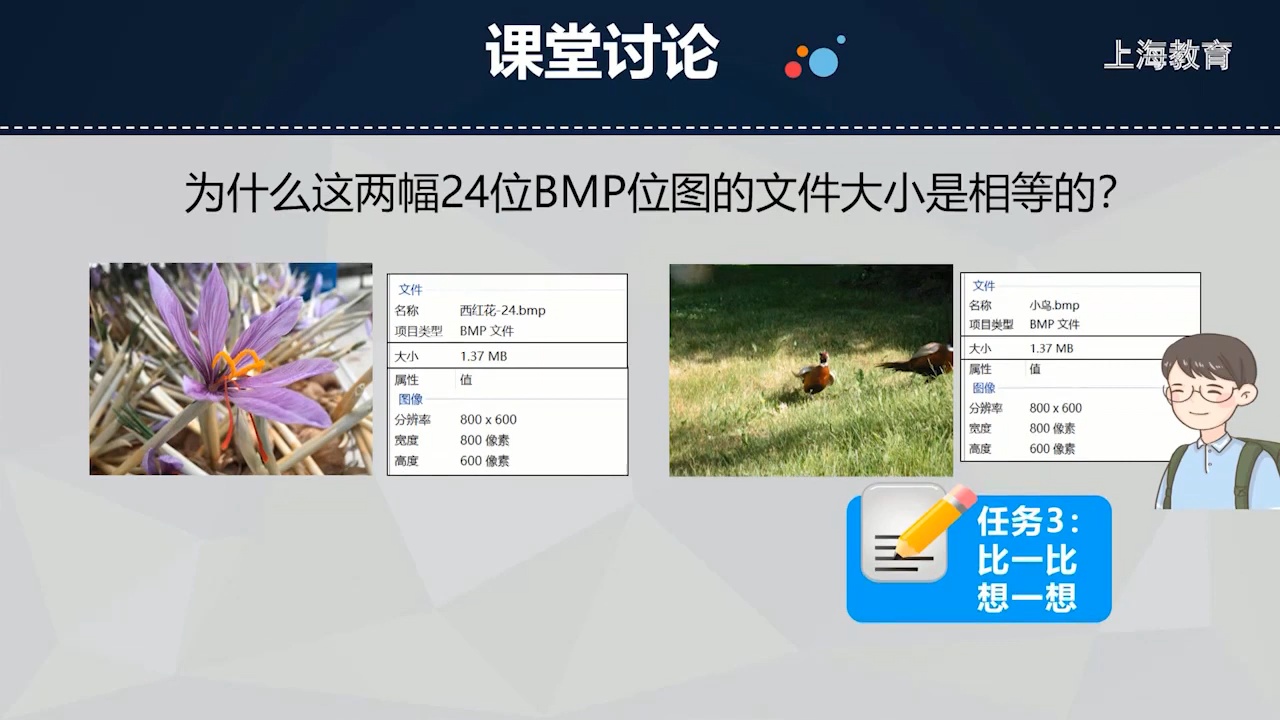 课堂讨论
上海教育
为什么这两幅24位BMP位图的文件大小是相等的？
文件
名称 西红花-24.bmp
项目类型 BMP 文件
大小 1.37 MB
属性 值
图像
分辨率 800 x 600
宽度 800 像素
高度 600 像素
文件
名称 小鸟.bmp
项目类型 BMP 文件
大小 1.37 MB
属性 值
图像
分辨率 800 x 600
宽度 800 像素
高度 600 像素
任务3：
比一比
想一想